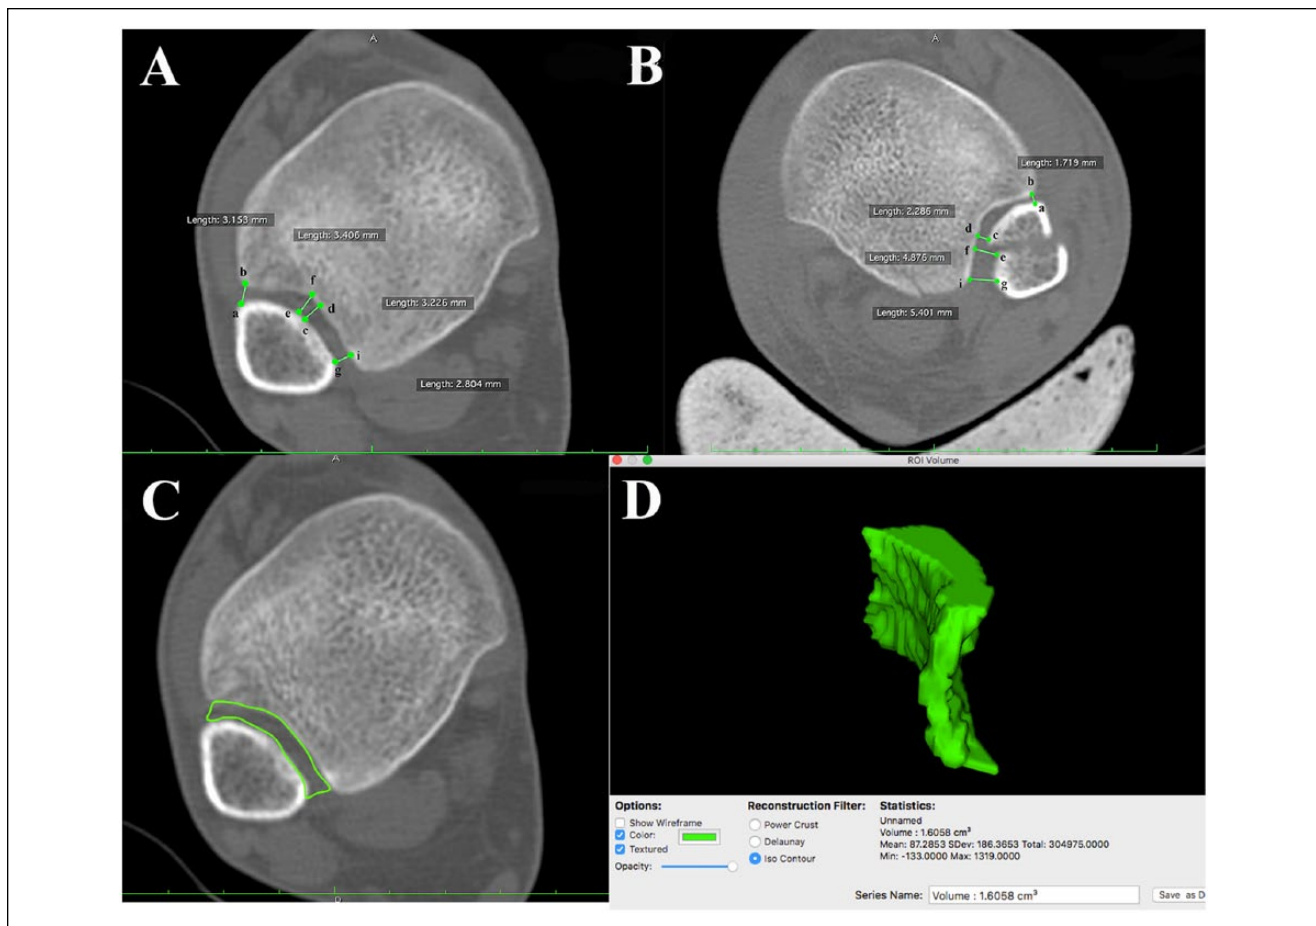 A
A
Length: 3.153 mm
Length: 3.406 mm
b
f
a
e
d
c
Length: 3.226 mm
i
g
Length: 2.804 mm
B
A
Length: 1.719 mm
b
a
Length: 2.286 mm
d
c
f
e
Length: 4.876 mm
i
g
Length: 5.401 mm
C
A
D
ROI Volume
Options:
Show Wireframe
Color:
Textured
Opacity:
Reconstruction Filter:
Power Crust
Delaunay
Iso Contour
Statistics:
Unnamed
Volume : 1.6058 cm³
Mean: 87.2853 SDev: 186.3653 Total: 304975.0000
Min: -133.0000 Max: 1319.0000
Series Name: Volume : 1.6058 cm³
Save as D